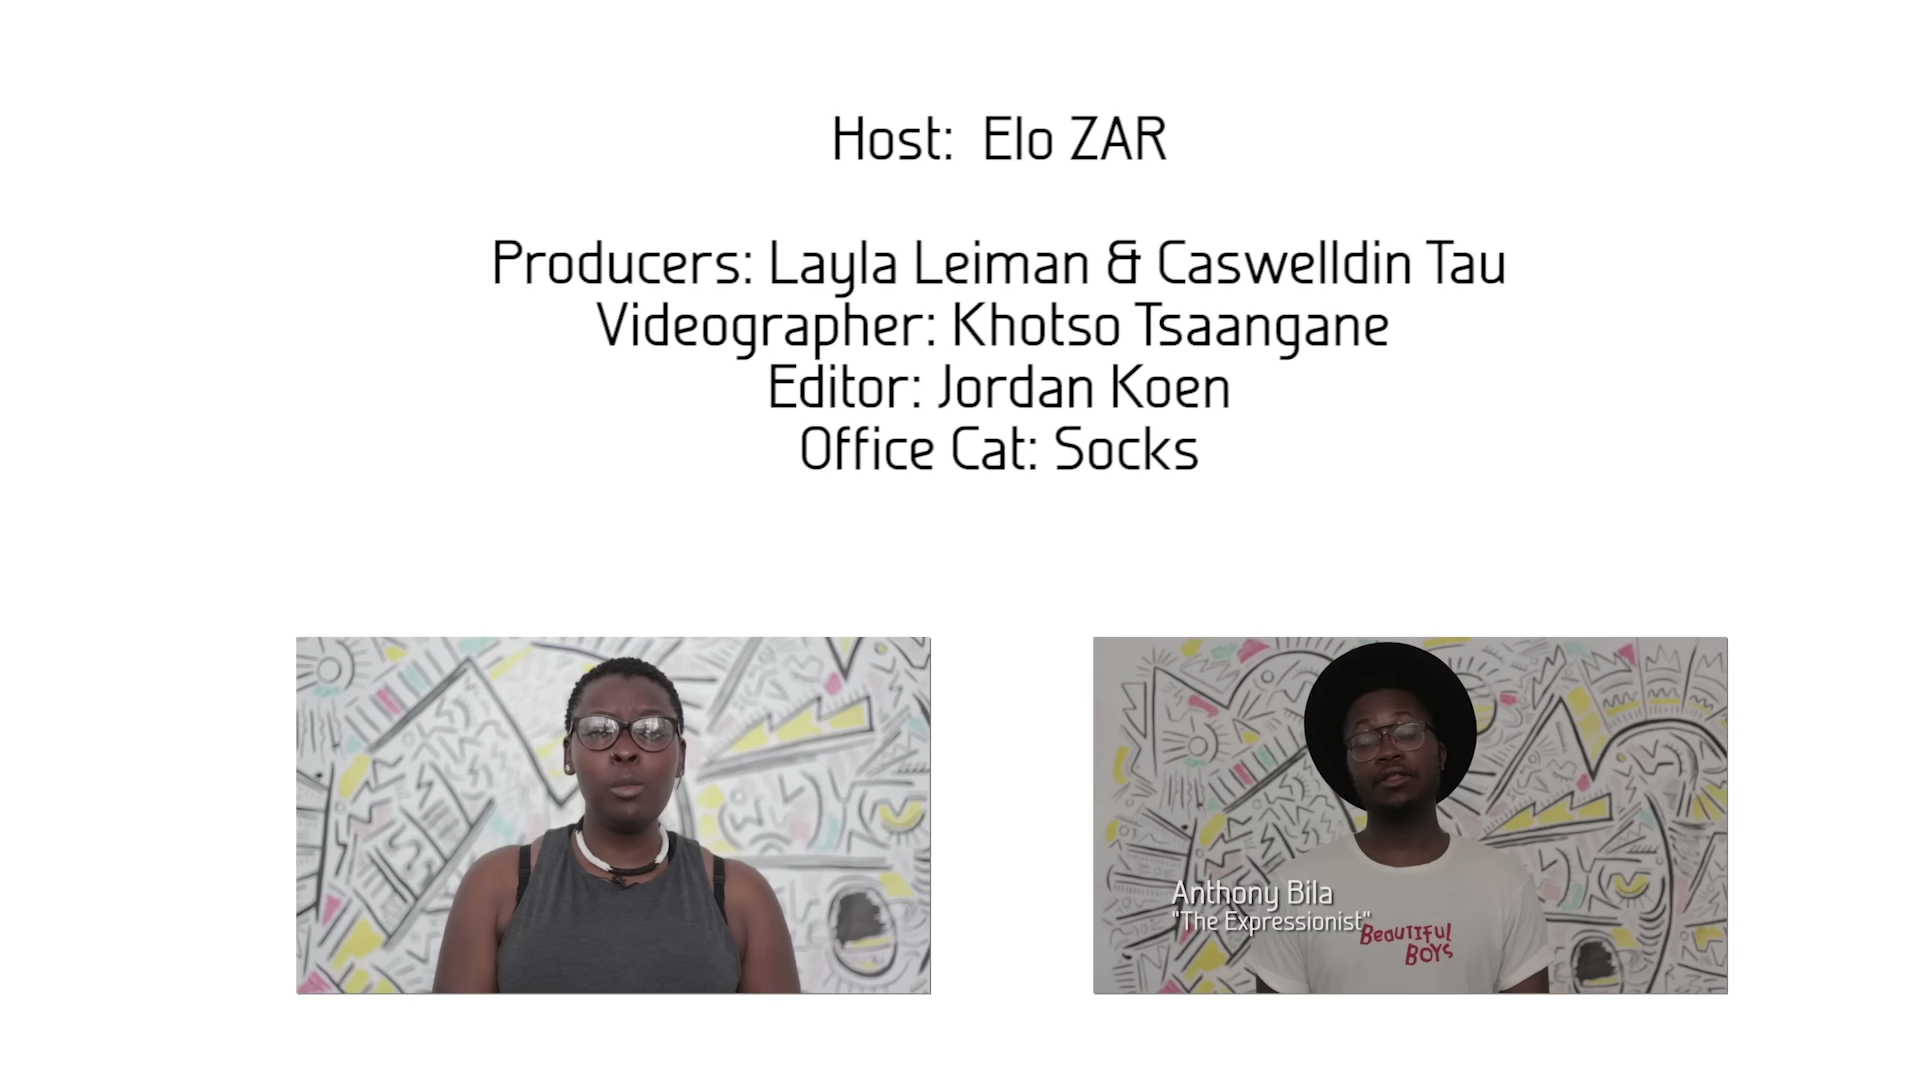 Host: Elo ZAR
Producers: Layla Leiman & Caswelldin Tau
Videographer: Khotso Tsaangane
Editor: Jordan Koen
Office Cat: Socks
Anthony Bila
"The Expressionist"
Beautiful
Boys